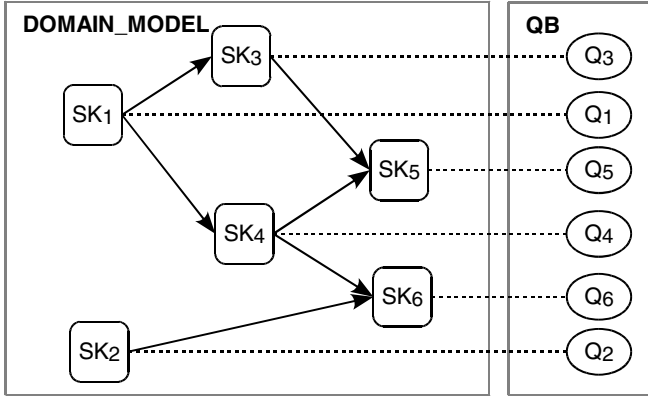 DOMAIN_MODEL
QB
SK3
Q3
SK1
Q1
SK5
Q5
SK4
Q4
SK6
Q6
SK2
Q2